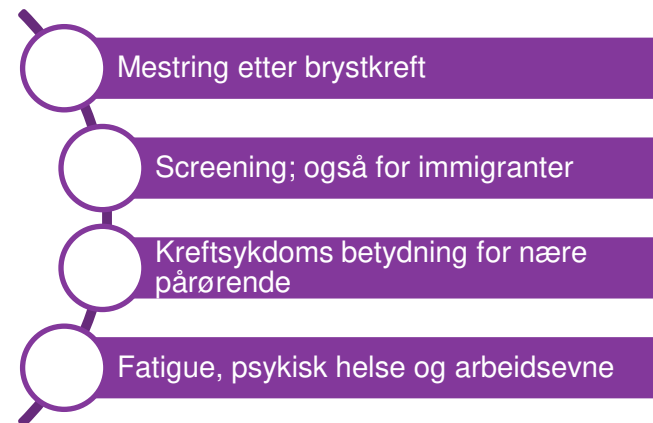 Mestring etter brystkreft
Screening; også for immigranter
Kreftsykdoms betydning for nære
pårørende
Fatigue, psykisk helse og arbeidsevne